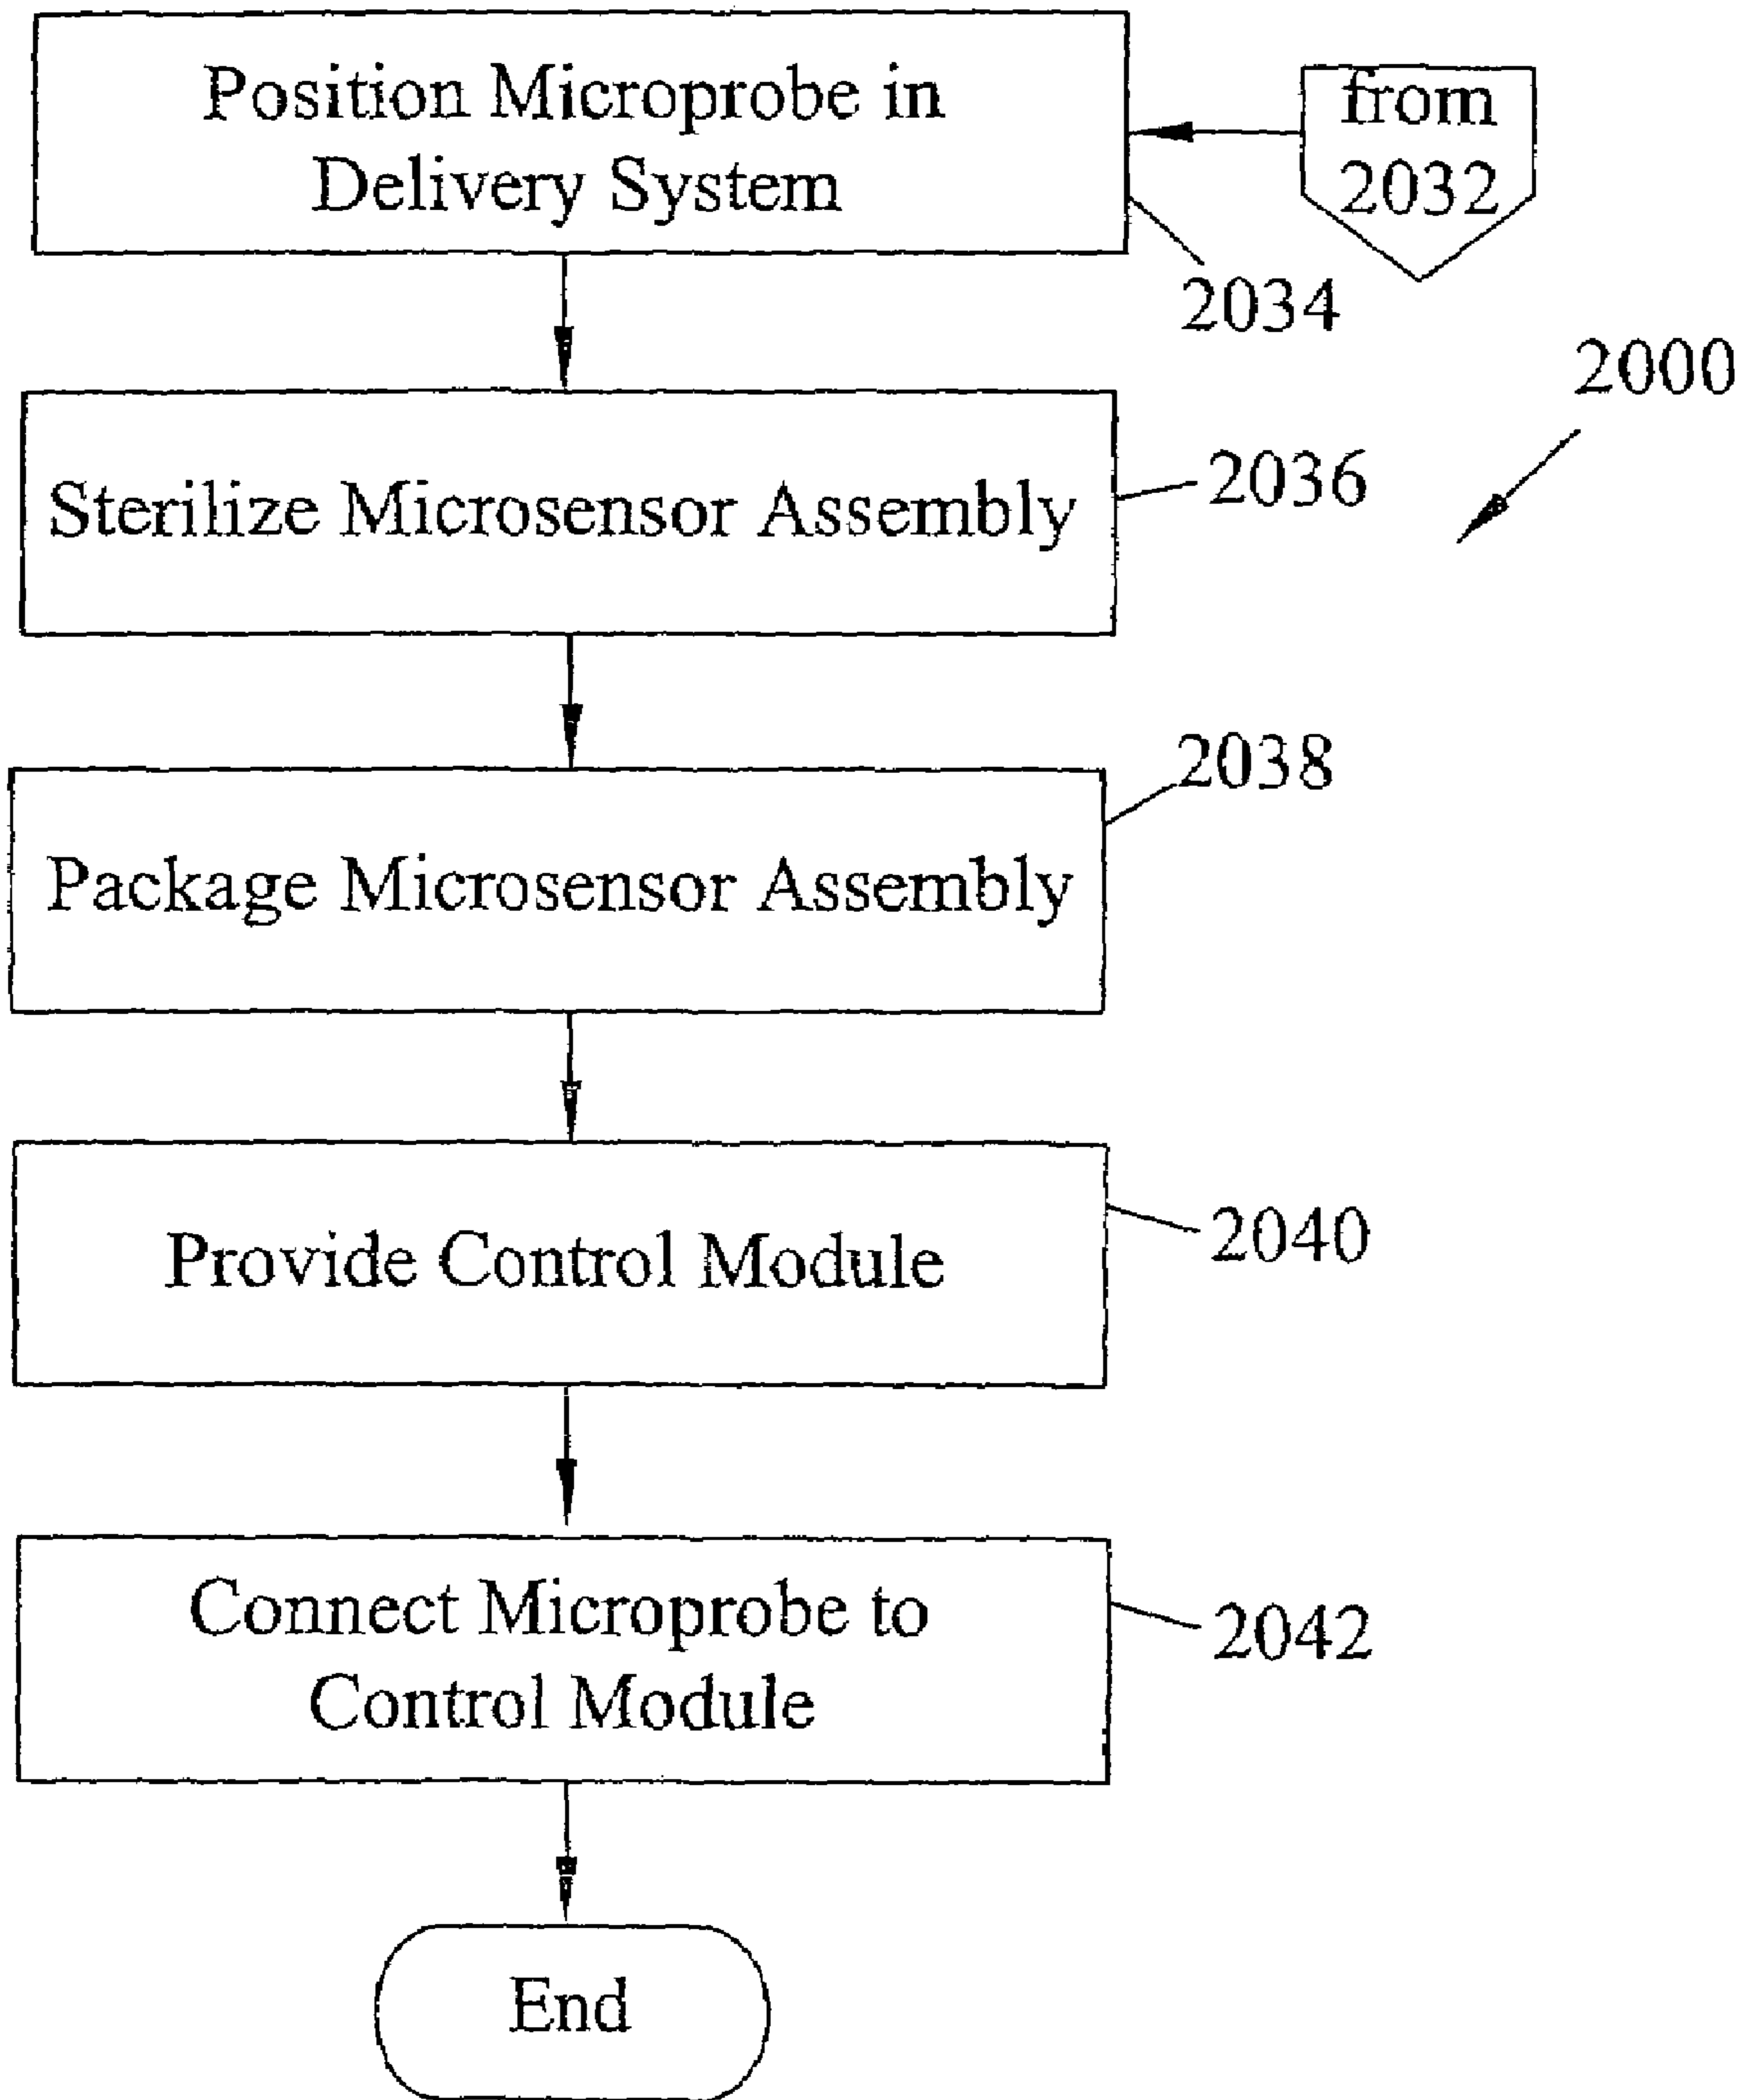 Position Microprobe in
Delivery System
from
2032
2034
2000
Sterilize Microsensor Assembly
2036
2038
Package Microsensor Assembly
Provide Control Module
2040
Connect Microprobe to
Control Module
2042
End